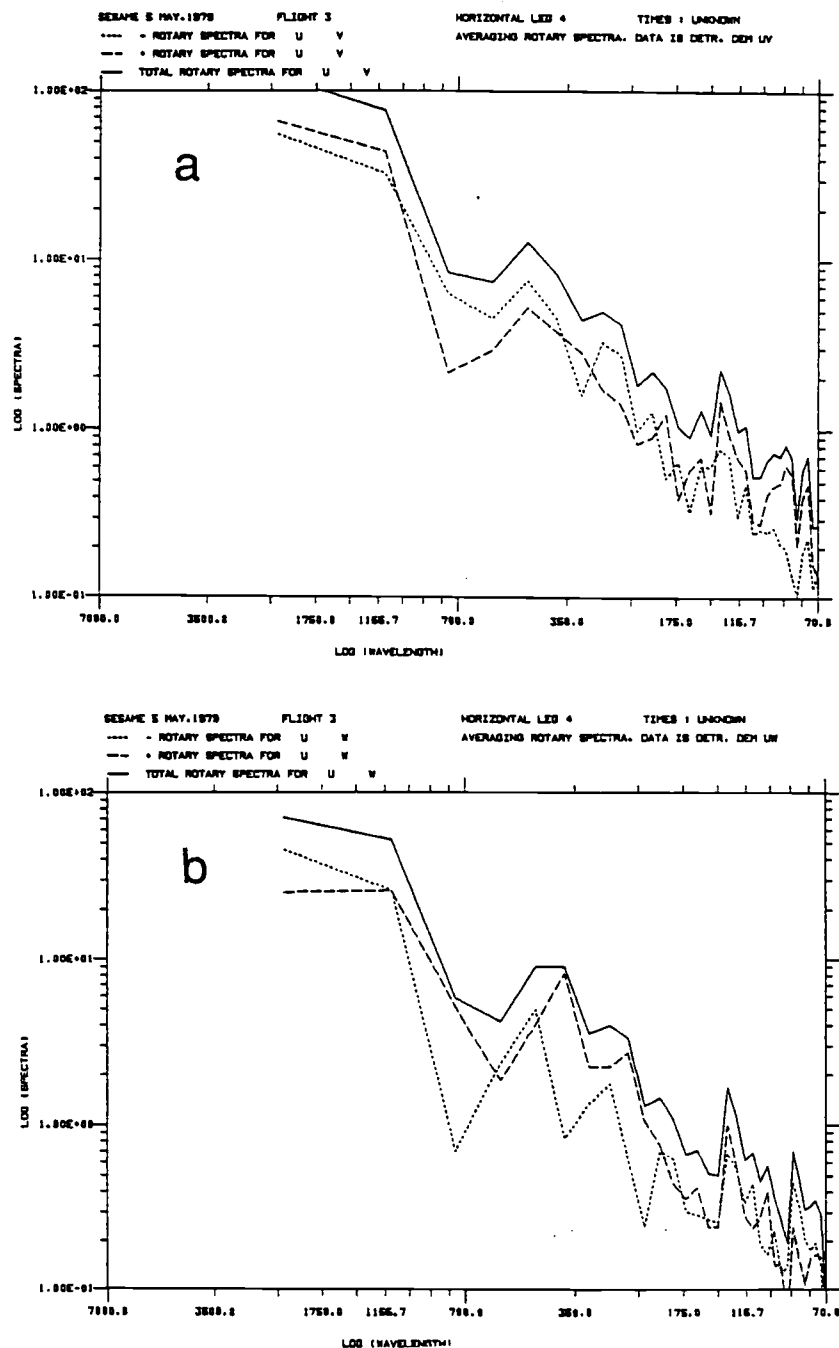 SESAME 5 MAY.1979 FLIGHT 3 HORIZONTAL LEG 4 TIMES : UNKNOWN
- ROTARY SPECTRA FOR U V AVERAGING ROTARY SPECTRA. DATA IS DETR. DEM UV
+ ROTARY SPECTRA FOR U V
TOTAL ROTARY SPECTRA FOR U V
1.00E+02
a
1.00E+01
LOG (SPECTRA)
1.00E+00
1.00E-01
7000.0 3500.0 1750.0 1166.7 700.0 350.0 175.0 116.7 70.0
LOG (WAVELENGTH)
SESAME 5 MAY.1979 FLIGHT 3 HORIZONTAL LEG 4 TIMES : UNKNOWN
- ROTARY SPECTRA FOR U W AVERAGING ROTARY SPECTRA. DATA IS DETR. DEM UW
+ ROTARY SPECTRA FOR U W
TOTAL ROTARY SPECTRA FOR U W
1.00E+02
b
1.00E+01
LOG (SPECTRA)
1.00E+00
1.00E-01
7000.0 3500.0 1750.0 1166.7 700.0 350.0 175.0 116.7 70.0
LOG (WAVELENGTH)